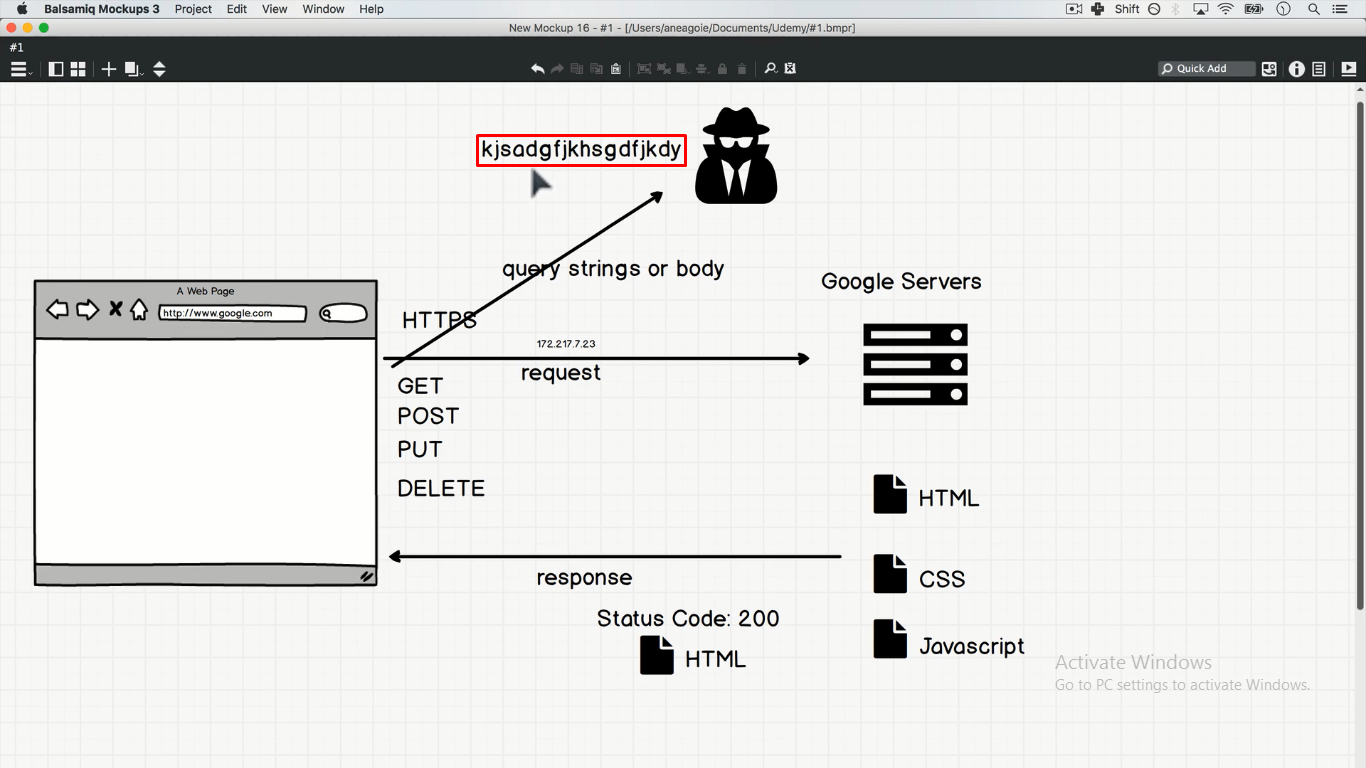 Balsamiq Mockups 3 Project Edit View Window Help Shift
New Mockup 16 - #1 - [/Users/aneagoie/Documents/Udemy/#1.bmpr]
#1
Quick Add
kjsadgfjkhsgdfjkdy
query strings or body
Google Servers
A Web Page
http://www.google.com
HTTPS
172.217.7.23
request
GET
POST
PUT
DELETE
HTML
response
CSS
Status Code: 200
HTML
Javascript
Activate Windows
Go to PC settings to activate Windows.